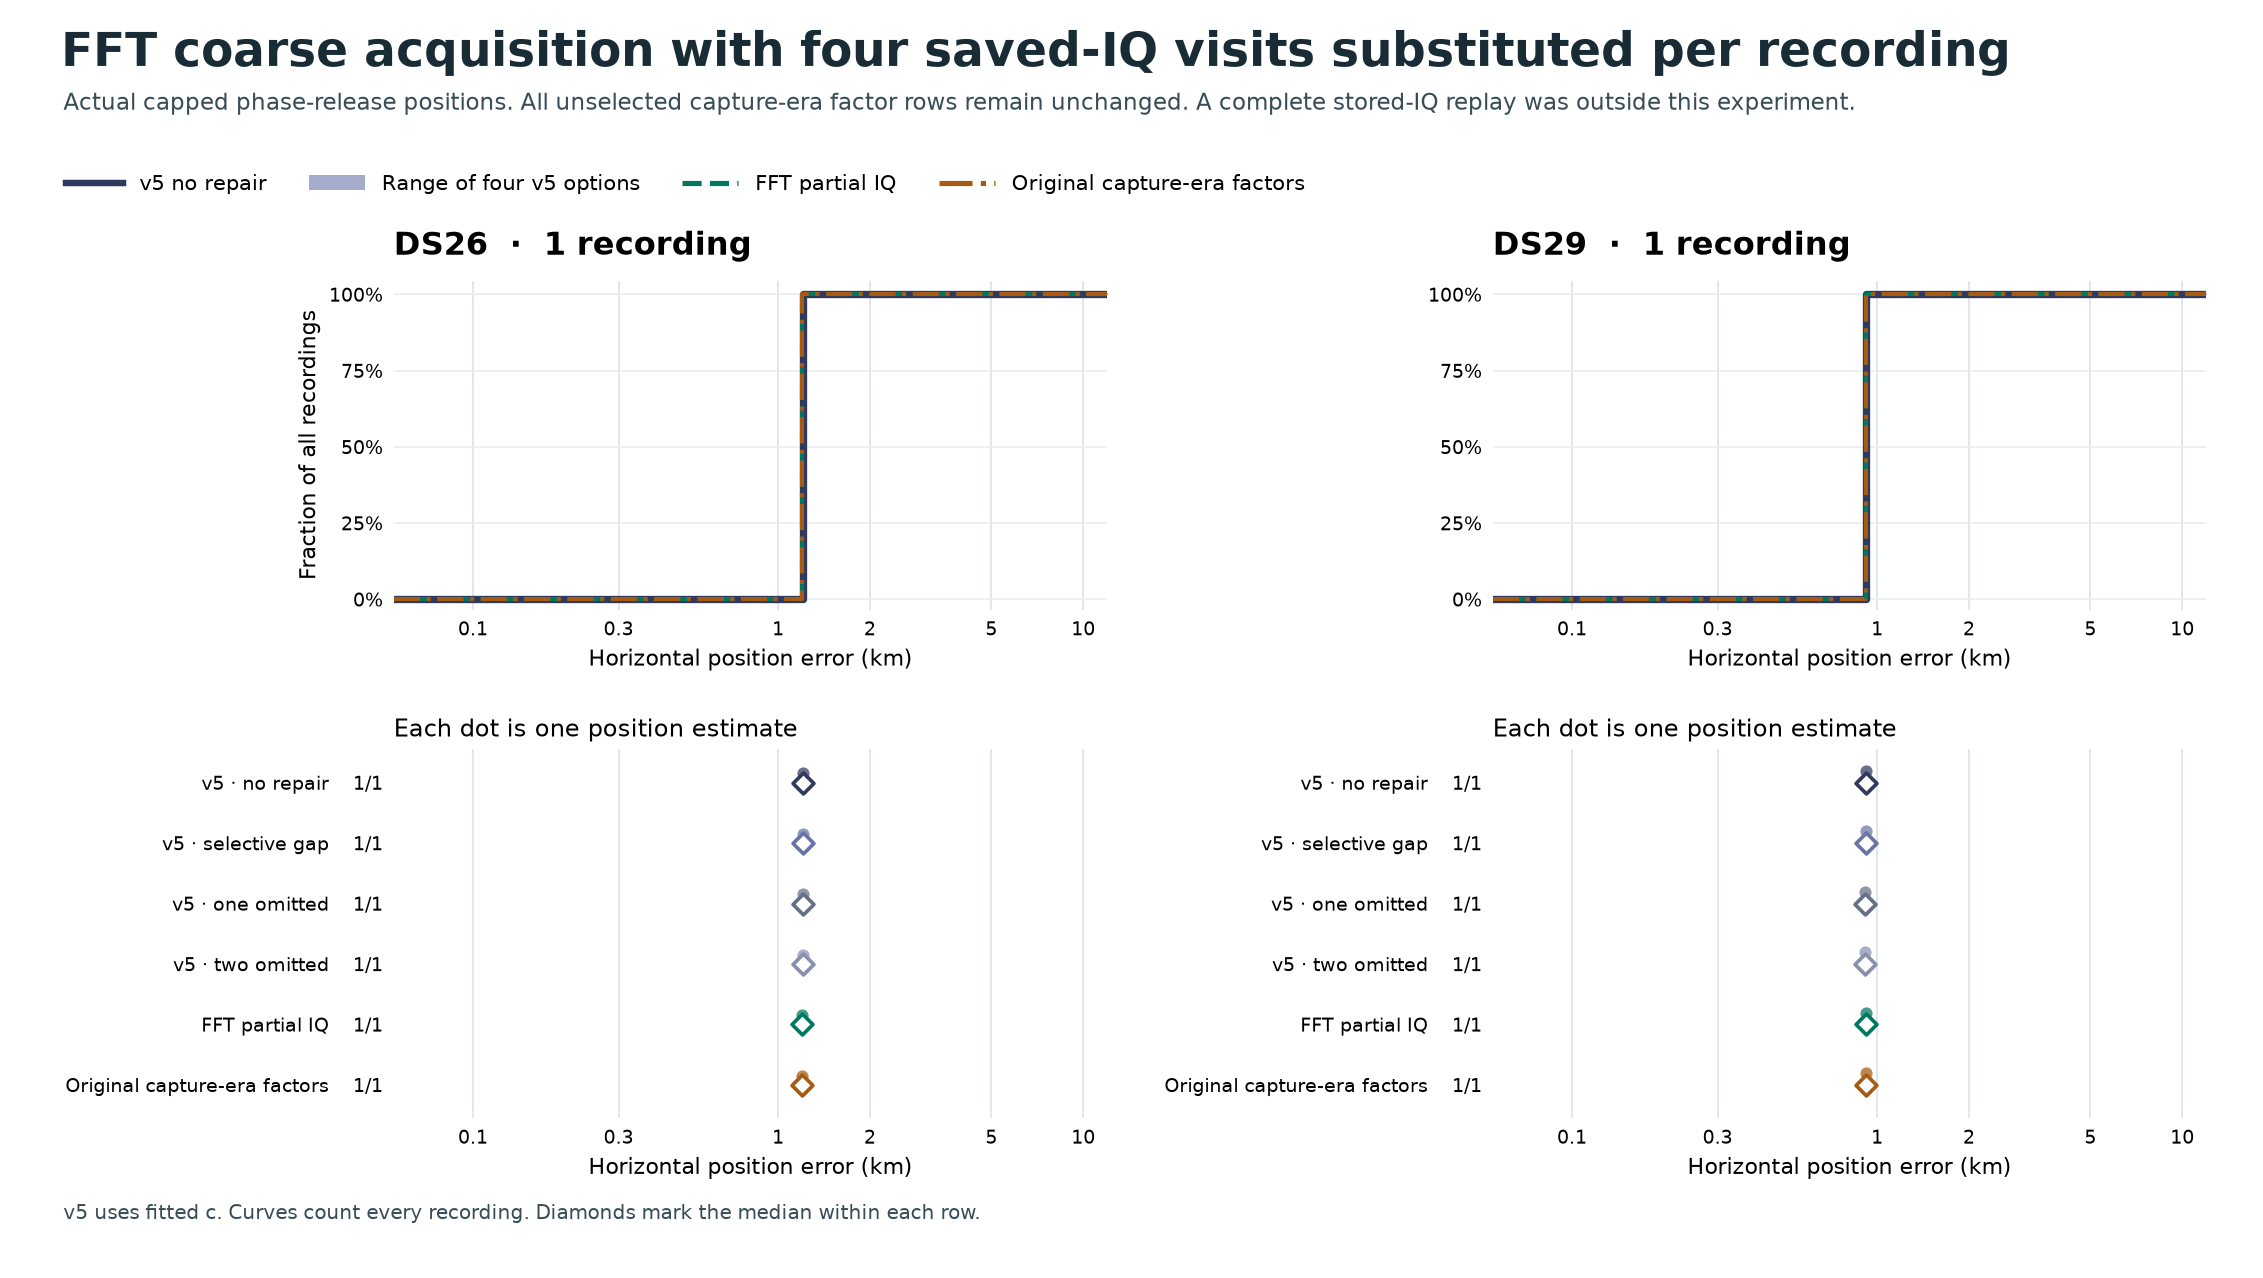 FFT coarse acquisition with four saved-IQ visits substituted per recording
Actual capped phase-release positions. All unselected capture-era factor rows remain unchanged. A complete stored-IQ replay was outside this experiment.
v5 no repair
Range of four v5 options
FFT partial IQ
Original capture-era factors
DS26 · 1 recording
Fraction of all recordings
100%
75%
50%
25%
0%
0.1 0.3 1 2 5 10
Horizontal position error (km)
DS29 · 1 recording
100%
75%
50%
25%
0%
0.1 0.3 1 2 5 10
Horizontal position error (km)
Each dot is one position estimate
v5 · no repair 1/1
v5 · selective gap 1/1
v5 · one omitted 1/1
v5 · two omitted 1/1
FFT partial IQ 1/1
Original capture-era factors 1/1
0.1 0.3 1 2 5 10
Horizontal position error (km)
Each dot is one position estimate
v5 · no repair 1/1
v5 · selective gap 1/1
v5 · one omitted 1/1
v5 · two omitted 1/1
FFT partial IQ 1/1
Original capture-era factors 1/1
0.1 0.3 1 2 5 10
Horizontal position error (km)
v5 uses fitted c. Curves count every recording. Diamonds mark the median within each row.